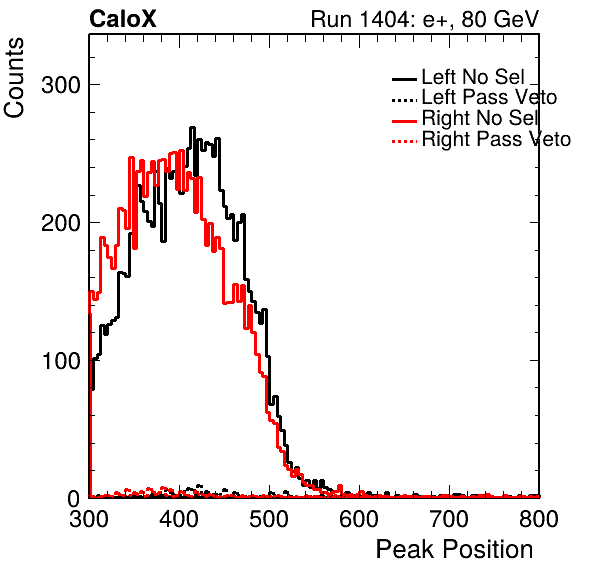 CaloX Run 1404: e+, 80 GeV
Counts
Left No Sel
Left Pass Veto
Right No Sel
Right Pass Veto
300
200
100
0
300 400 500 600 700 800
Peak Position